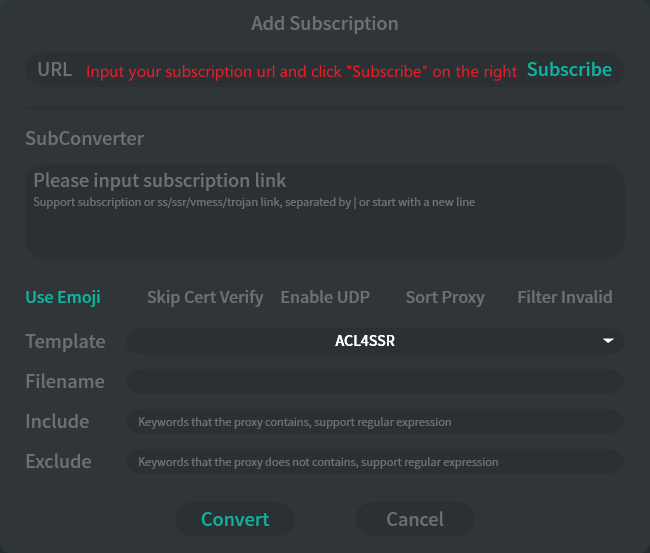 Add Subscription
URL Input your subscription url and click "Subscribe" on the right Subscribe
SubConverter
Please input subscription link
Support subscription or ss/ssr/vmess/trojan link, separated by | or start with a new line
Use Emoji Skip Cert Verify Enable UDP Sort Proxy Filter Invalid
Template ACL4SSR
Filename
Include Keywords that the proxy contains, support regular expression
Exclude Keywords that the proxy does not contains, support regular expression
Convert Cancel